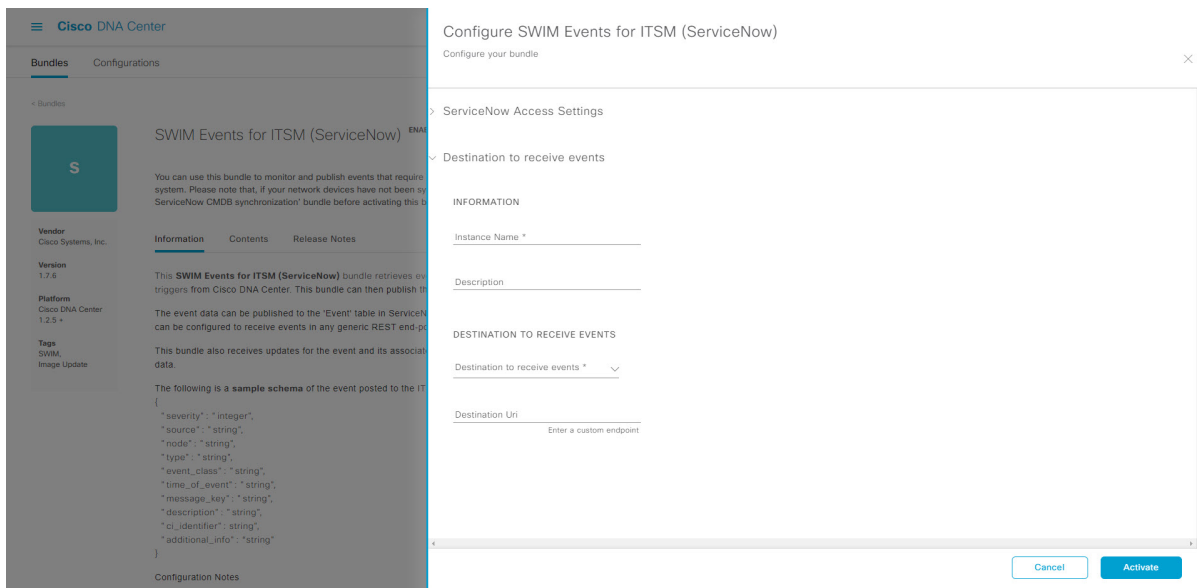 Cisco DNA Center
Bundles Configurations
< Bundles
S
Vendor
Cisco Systems, Inc.
Version
1.7.6
Platform
Cisco DNA Center
1.2.5 +
Tags
SWIM,
Image Update
SWIM Events for ITSM (ServiceNow)
You can use this bundle to monitor and publish events that require
system. Please note that, if your network devices have not been sy
ServiceNow CMDB synchronization' bundle before activating this b
Information Contents Release Notes
This SWIM Events for ITSM (ServiceNow) bundle retrieves ev
triggers from Cisco DNA Center. This bundle can then publish th
The event data can be published to the 'Event' table in ServiceN
can be configured to receive events in any generic REST end-po
This bundle also receives updates for the event and its associat
data.
The following is a sample schema of the event posted to the IT
{
"severity" : "integer",
"source" : "string",
"node" : "string",
"type" : "string",
"event_class" : "string",
"time_of_event" : "string",
"message_key" : "string",
"description" : "string",
"ci_identifier" : string",
"additional_info" : "string"
}
Configuration Notes
Configure SWIM Events for ITSM (ServiceNow)
Configure your bundle
ServiceNow Access Settings
Destination to receive events
INFORMATION
Instance Name *
Description
DESTINATION TO RECEIVE EVENTS
Destination to receive events *
Destination Uri
Enter a custom endpoint
Cancel Activate